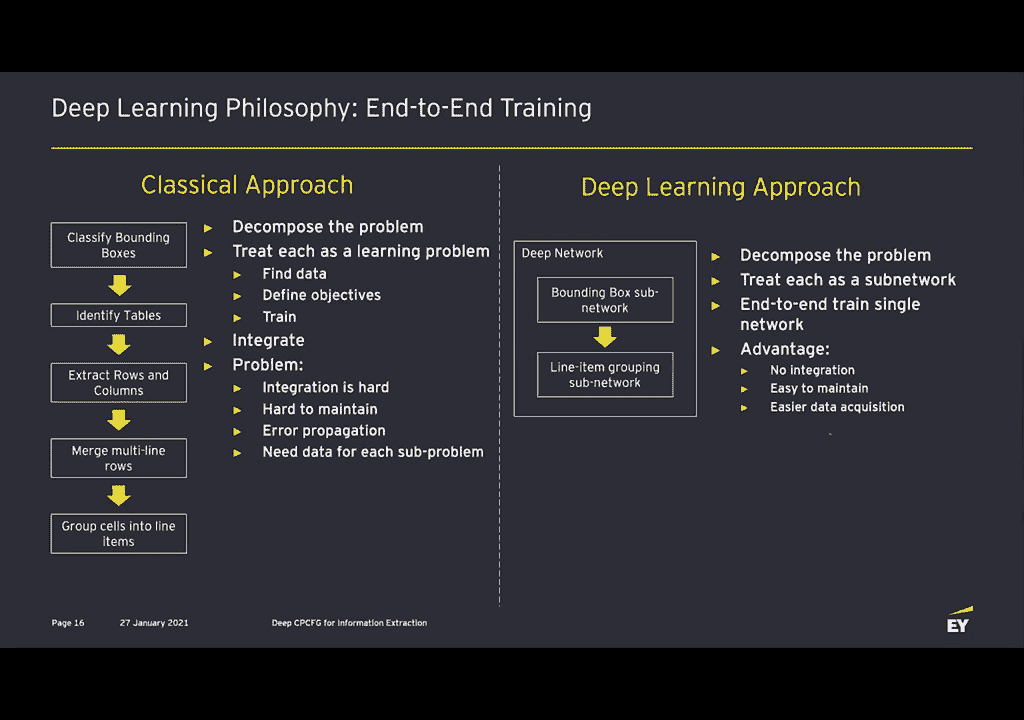 Deep Learning Philosophy: End-to-End Training
Classical Approach
Classify Bounding
Boxes
Identify Tables
Extract Rows and
Columns
Merge multi-line
rows
Group cells into line
items
Decompose the problem
Treat each as a learning problem
Find data
Define objectives
Train
Integrate
Problem:
Integration is hard
Hard to maintain
Error propagation
Need data for each sub-problem
Deep Learning Approach
Deep Network
Bounding Box sub-
network
Line-item grouping
sub-network
Decompose the problem
Treat each as a subnetwork
End-to-end train single
network
Advantage:
No integration
Easy to maintain
Easier data acquisition
Page 16
27 January 2021
Deep CPCFG for Information Extraction
EY